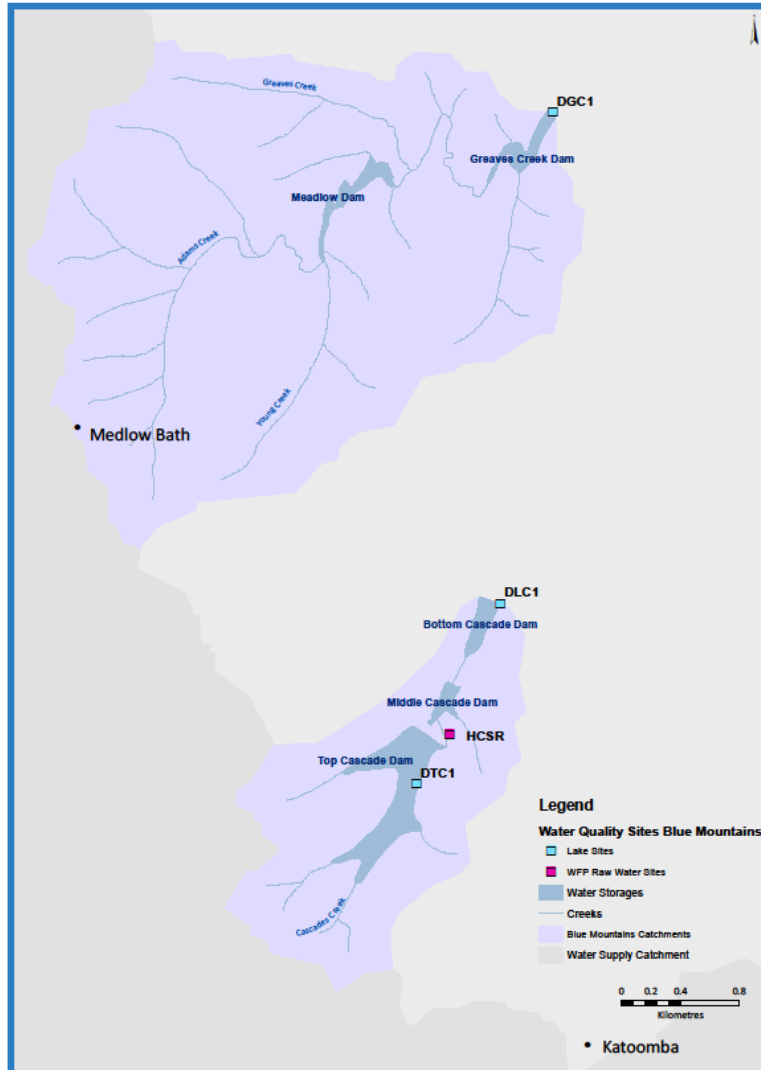 Greaves Creek
DGC1
Greaves Creek Dam
Meadlow Dam
Adams Creek
Young Creek
Medlow Bath
DLC1
Bottom Cascade Dam
Middle Cascade Dam
HCSR
Top Cascade Dam
DTC1
Cascades Creek
Legend
Water Quality Sites Blue Mountains
Lake Sites
WFP Raw Water Sites
Water Storages
Creeks
Blue Mountains Catchments
Water Supply Catchment
0 0.2 0.4 0.8
Kilometres
Katoomba